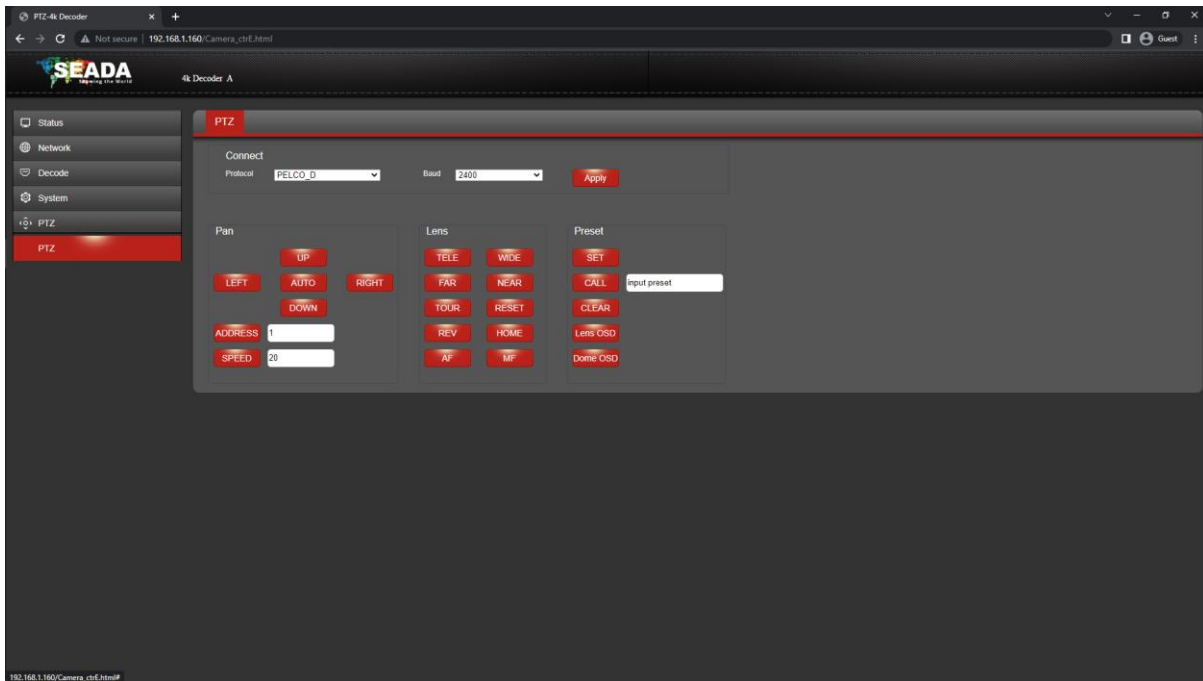 PTZ-4k Decoder
Not secure | 192.168.1.160/Camera_ctrE.html
Guest
SEADA
Showing the World
4k Decoder A
Status
Network
Decode
System
PTZ
PTZ
PTZ
Connect
Protocol PELCO_D Baud 2400 Apply
Pan
UP
LEFT AUTO RIGHT
DOWN
ADDRESS 1
SPEED 20
Lens
TELE WIDE
FAR NEAR
TOUR RESET
REV HOME
AF MF
Preset
SET
CALL input preset
CLEAR
Lens OSD
Dome OSD
192.168.1.160/Camera_ctrE.html#